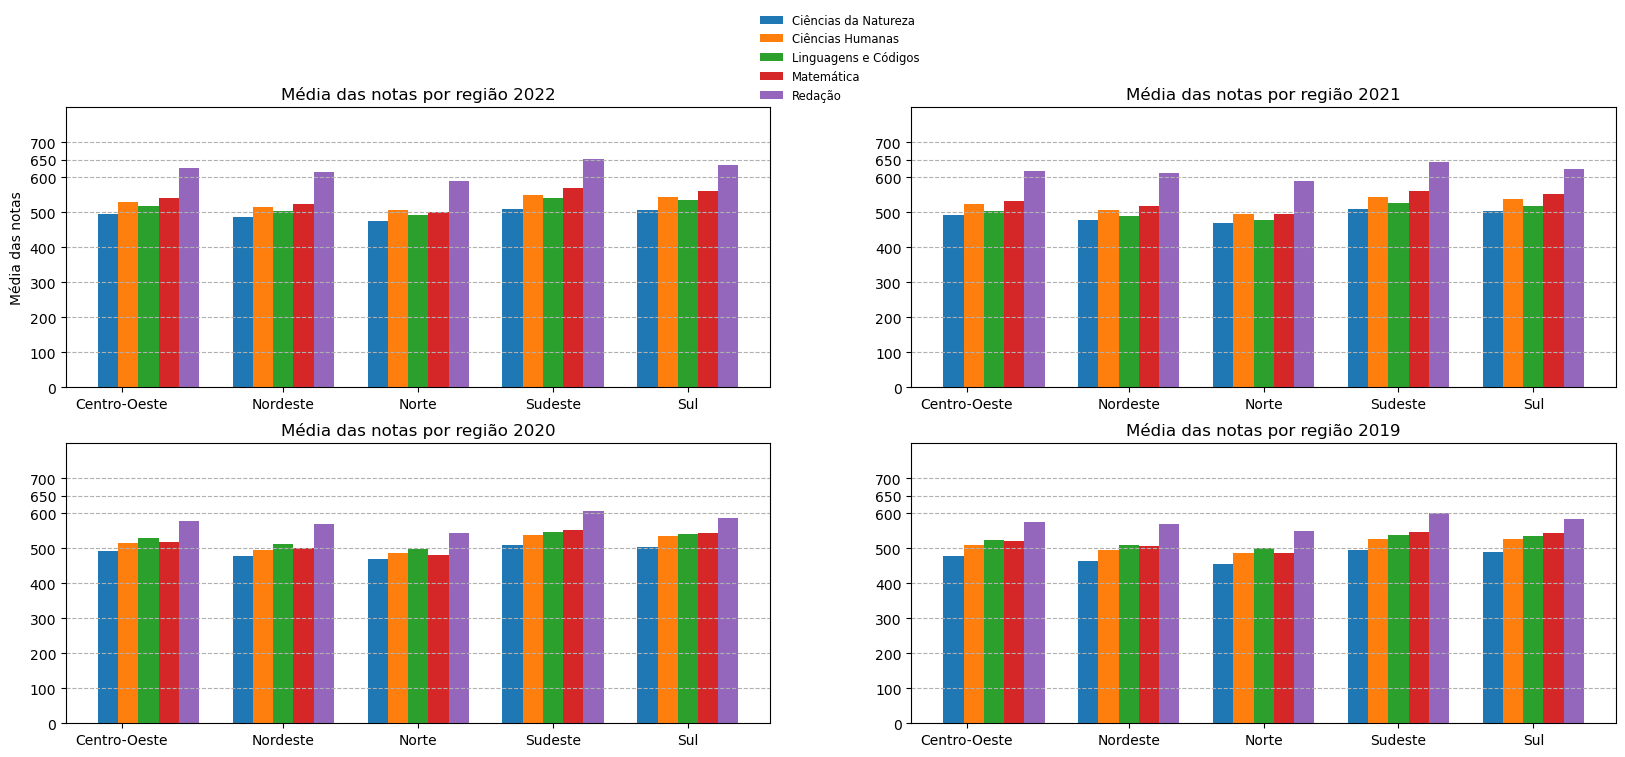 Ciências da Natureza
Ciências Humanas
Linguagens e Códigos
Matemática
Redação
Média das notas por região 2022
Média das notas
700
650
600
500
400
300
200
100
0
Centro-Oeste Nordeste Norte Sudeste Sul
Média das notas por região 2021
700
650
600
500
400
300
200
100
0
Centro-Oeste Nordeste Norte Sudeste Sul
Média das notas por região 2020
700
650
600
500
400
300
200
100
0
Centro-Oeste Nordeste Norte Sudeste Sul
Média das notas por região 2019
700
650
600
500
400
300
200
100
0
Centro-Oeste Nordeste Norte Sudeste Sul